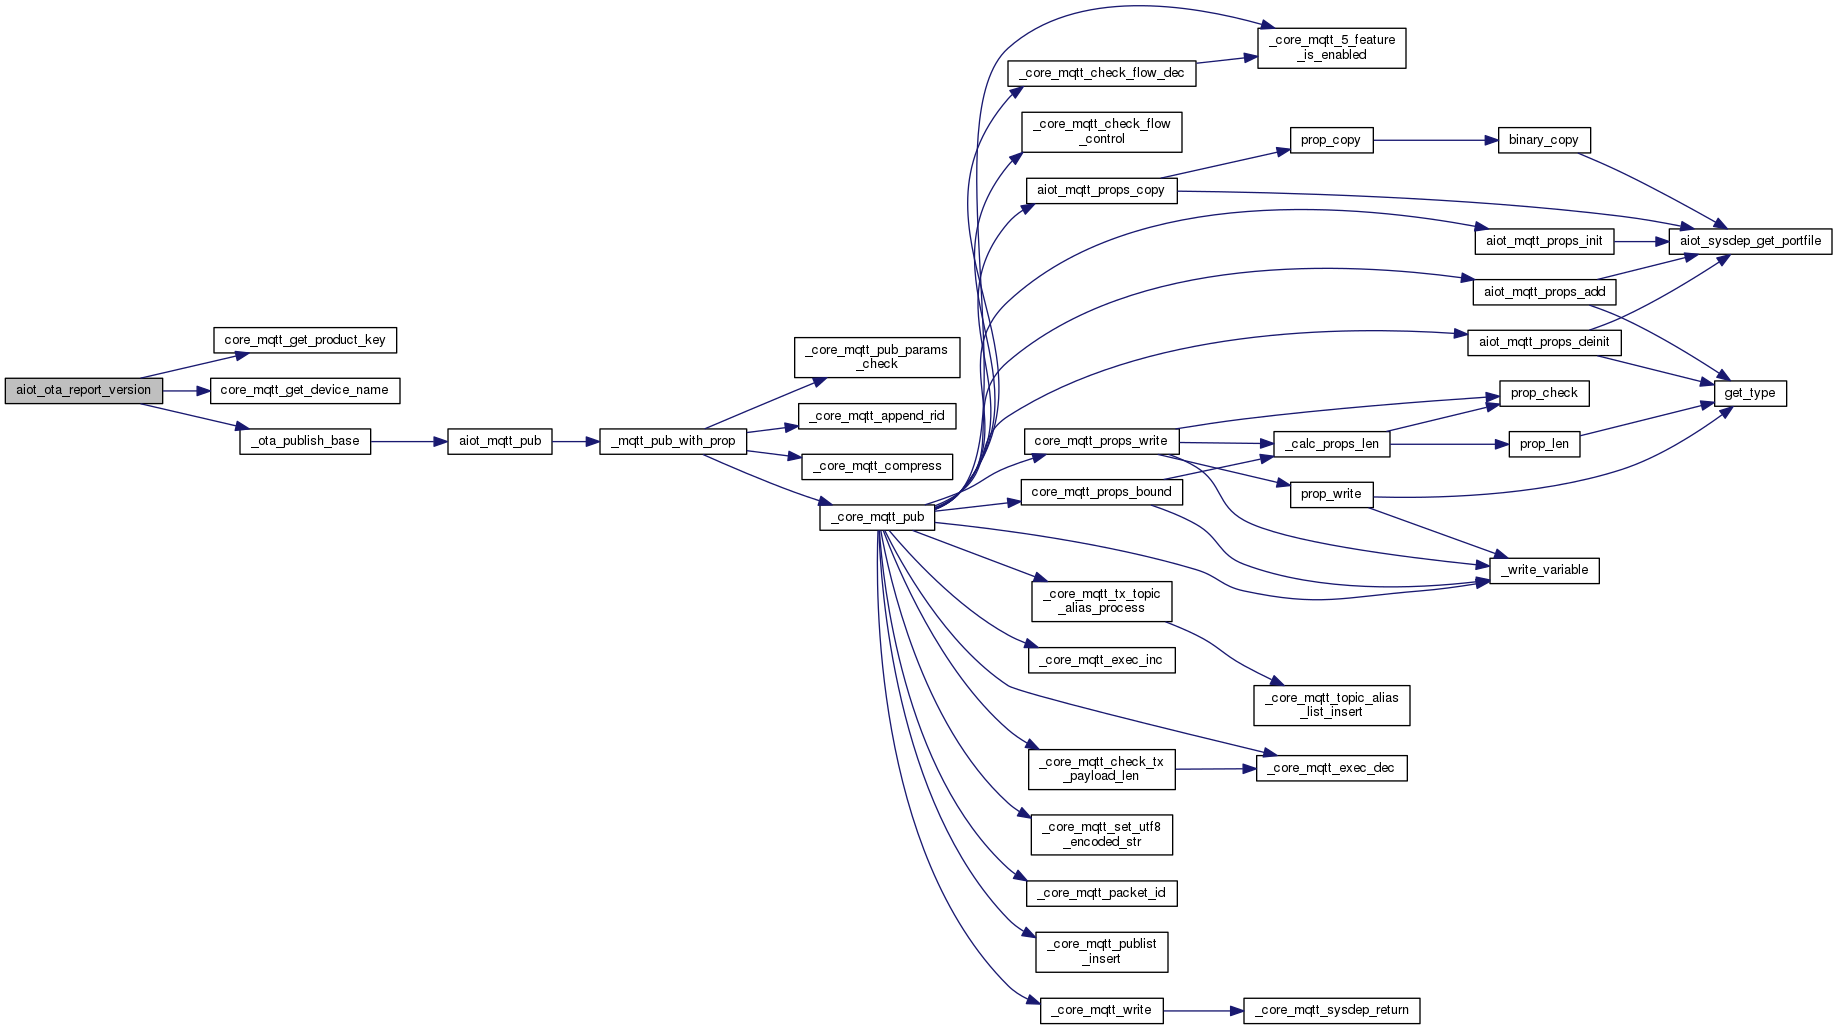 aiot_ota_report_version
core_mqtt_get_product_key
core_mqtt_get_device_name
_ota_publish_base
aiot_mqtt_pub
_mqtt_pub_with_prop
_core_mqtt_pub_params
_check
_core_mqtt_append_rid
_core_mqtt_compress
_core_mqtt_pub
_core_mqtt_5_feature
_is_enabled
_core_mqtt_check_flow_dec
_core_mqtt_check_flow
_control
aiot_mqtt_props_copy
prop_copy
binary_copy
aiot_mqtt_props_init
aiot_sysdep_get_portfile
aiot_mqtt_props_add
aiot_mqtt_props_deinit
get_type
core_mqtt_props_write
_calc_props_len
prop_check
prop_len
core_mqtt_props_bound
prop_write
_write_variable
_core_mqtt_tx_topic
_alias_process
_core_mqtt_exec_inc
_core_mqtt_topic_alias
_list_insert
_core_mqtt_check_tx
_payload_len
_core_mqtt_exec_dec
_core_mqtt_set_utf8
_encoded_str
_core_mqtt_packet_id
_core_mqtt_publist
_insert
_core_mqtt_write
_core_mqtt_sysdep_return